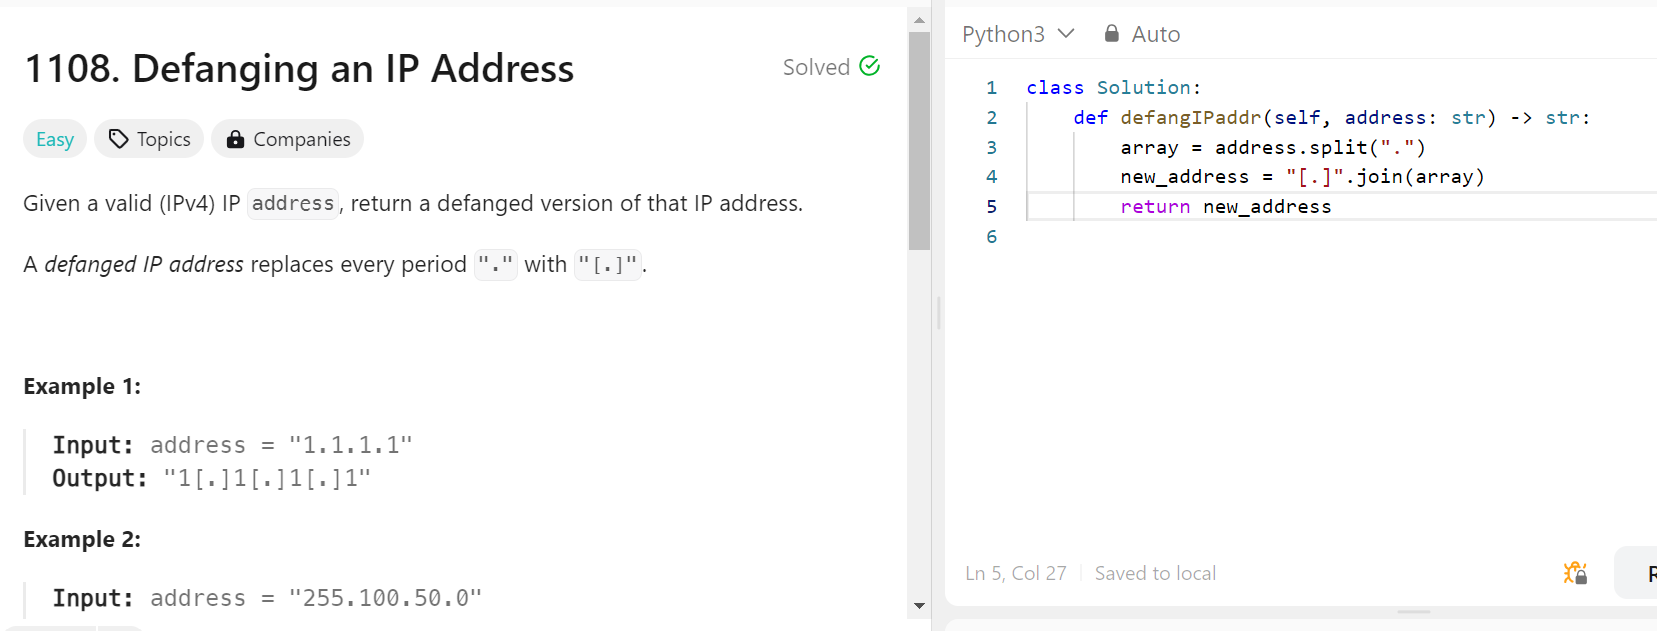 1108. Defanging an IP Address
Solved
Easy Topics Companies
Given a valid (IPv4) IP address, return a defanged version of that IP address.
A defanged IP address replaces every period "." with "[.]".
Example 1:
Input: address = "1.1.1.1"
Output: "1[.]1[.]1[.]1"
Example 2:
Input: address = "255.100.50.0"
Python3 Auto
1 class Solution:
2     def defangIPaddr(self, address: str) -> str:
3         array = address.split(".")
4         new_address = "[.]".join(array)
5         return new_address
6
Ln 5, Col 27 Saved to local